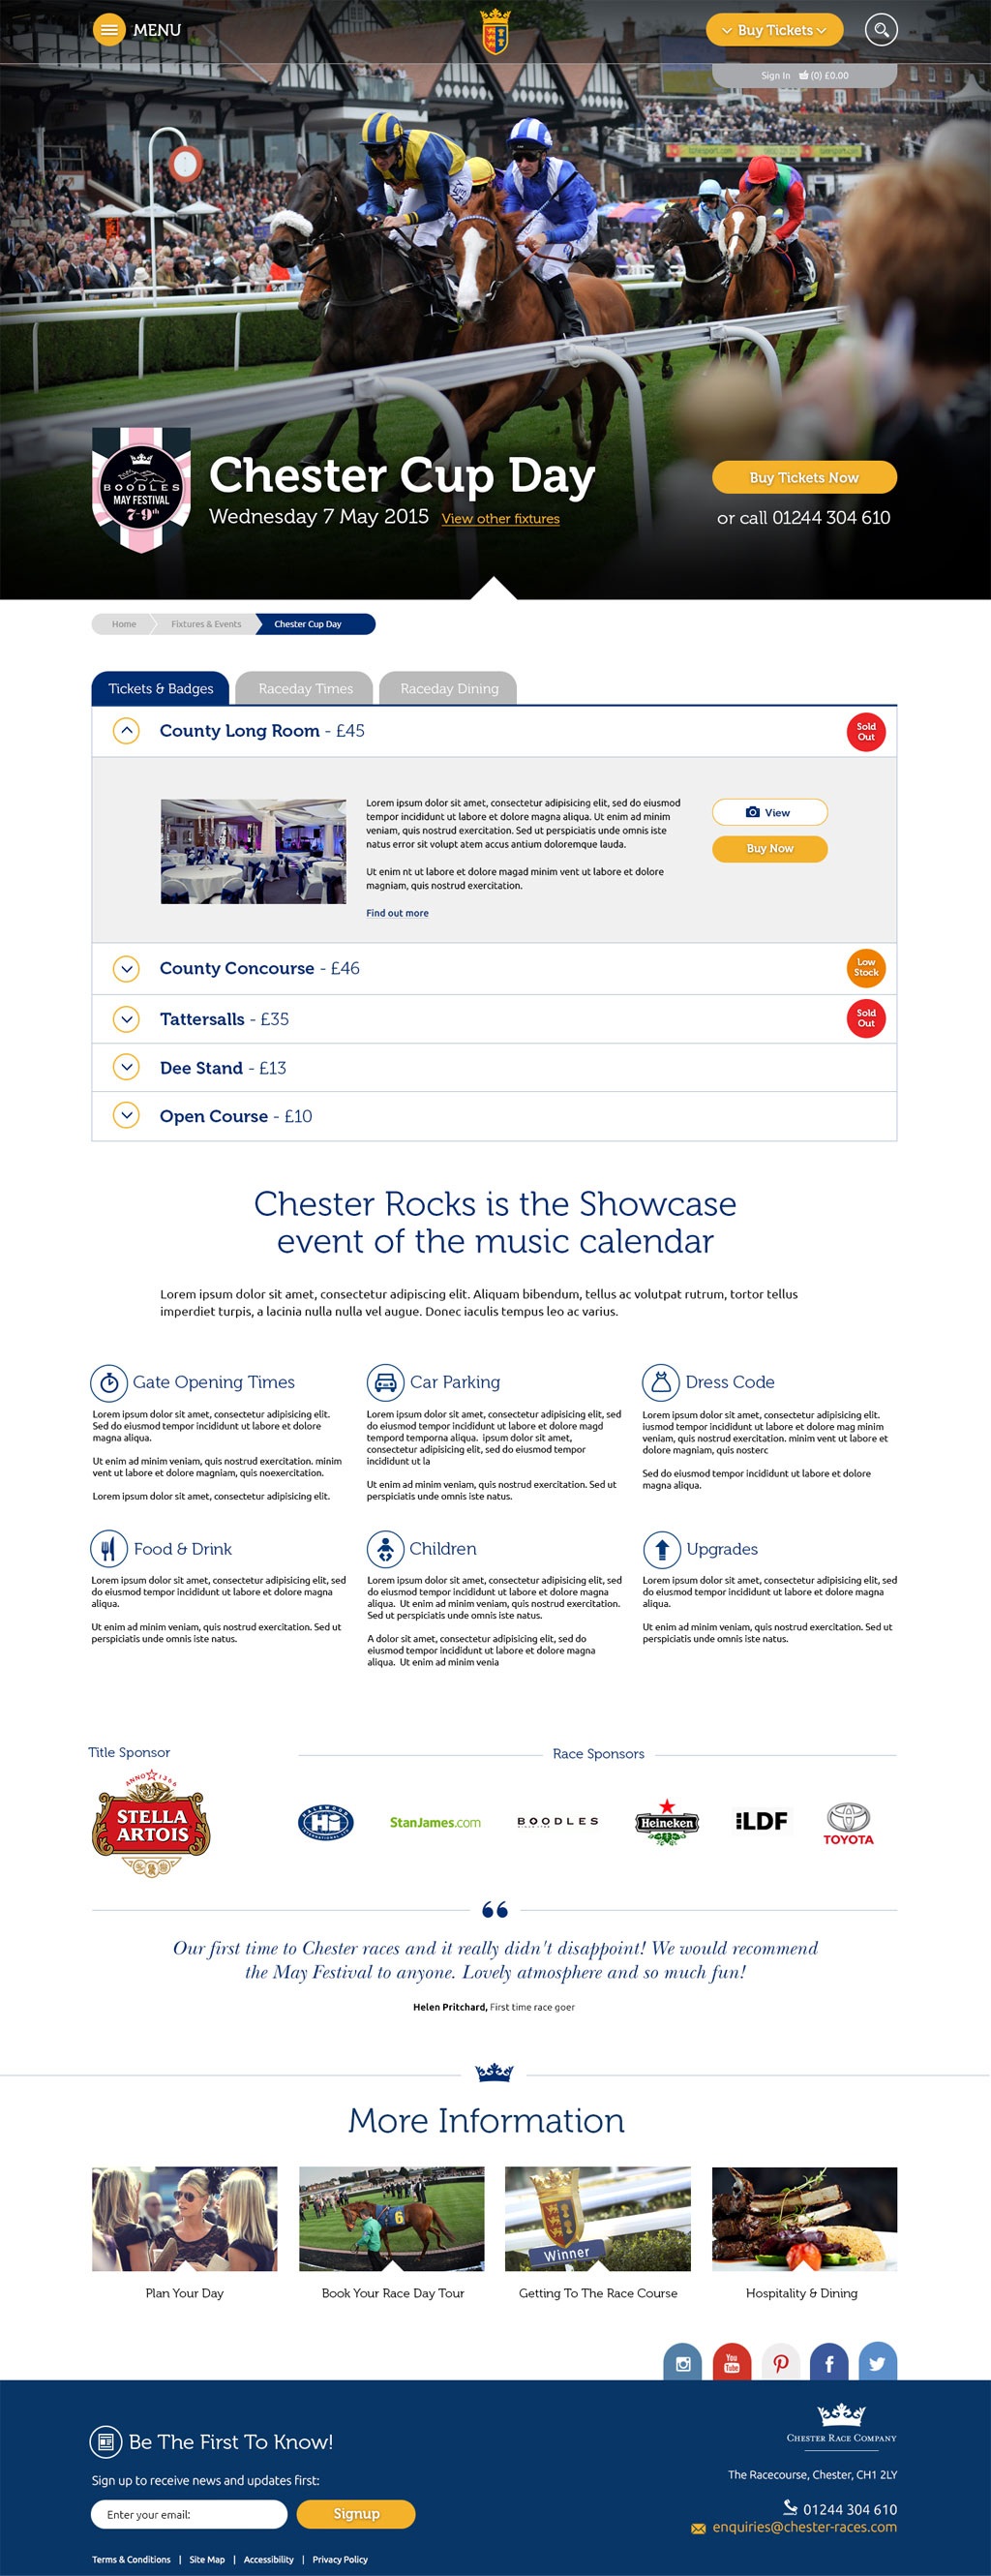 MENU
Buy Tickets
Sign In (0) £0.00
BOODLES
MAY FESTIVAL
7-9th
Chester Cup Day
Wednesday 7 May 2015 View other fixtures
Buy Tickets Now
or call 01244 304 610
Home Fixtures & Events Chester Cup Day
Tickets & Badges Raceday Times Raceday Dining
County Long Room - £45
Sold
Out
Lorem ipsum dolor sit amet, consectetur adipisicing elit, sed do eiusmod
tempor incididunt ut labore et dolore magna aliqua. Ut enim ad minim
veniam, quis nostrud exercitation. Sed ut perspiciatis unde omnis iste
natus error sit volupt atem accus antium doloremque lauda.
Ut enim nt ut labore et dolore magad minim vent ut labore et dolore
magniam, quis nostrud exercitation.
Find out more
View
Buy Now
County Concourse - £46
Low
Stock
Tattersalls - £35
Sold
Out
Dee Stand - £13
Open Course - £10
Chester Rocks is the Showcase
event of the music calendar
Lorem ipsum dolor sit amet, consectetur adipiscing elit. Aliquam bibendum, tellus ac volutpat rutrum, tortor tellus
imperdiet turpis, a lacinia nulla nulla vel augue. Donec iaculis tempus leo ac varius.
Gate Opening Times
Lorem ipsum dolor sit amet, consectetur adipisicing elit.
Sed do eiusmod tempor incididunt ut labore et dolore
magna aliqua.
Ut enim ad minim veniam, quis nostrud exercitation. minim
vent ut labore et dolore magniam, quis noexercitation.
Lorem ipsum dolor sit amet, consectetur adipisicing elit.
Car Parking
Lorem ipsum dolor sit amet, consectetur adipisicing elit, sed
do eiusmod tempor incididunt ut labore et dolore magd
tempord temporna aliqua. ipsum dolor sit amet,
consectetur adipisicing elit, sed do eiusmod tempor
incididunt ut la
Ut enim ad minim veniam, quis nostrud exercitation. Sed ut
perspiciatis unde omnis iste natus.
Dress Code
Lorem ipsum dolor sit amet, consectetur adipisicing elit.
iusmod tempor incididunt ut labore et dolore mag minim
veniam, quis nostrud exercitation. minim vent ut labore et
dolore magniam, quis nosterc
Sed do eiusmod tempor incididunt ut labore et dolore
magna aliqua.
Food & Drink
Lorem ipsum dolor sit amet, consectetur adipisicing elit, sed
do eiusmod tempor incididunt ut labore et dolore magna
aliqua.
Ut enim ad minim veniam, quis nostrud exercitation. Sed ut
perspiciatis unde omnis iste natus.
Children
Lorem ipsum dolor sit amet, consectetur adipisicing elit, sed
do eiusmod tempor incididunt ut labore et dolore magna
aliqua. Ut enim ad minim veniam, quis nostrud exercitation.
Sed ut perspiciatis unde omnis iste natus.
A dolor sit amet, consectetur adipisicing elit, sed do
eiusmod tempor incididunt ut labore et dolore magna
aliqua. Ut enim ad minim venia
Upgrades
Lorem ipsum dolor sit amet, consectetur adipisicing elit, sed
do eiusmod tempor incididunt ut labore et dolore magna
aliqua.
Ut enim ad minim veniam, quis nostrud exercitation. Sed ut
perspiciatis unde omnis iste natus.
Title Sponsor
Race Sponsors
ANNO 1366
STELLA
ARTOIS
Hi
StanJames.com
BOODLES
Heineken
LDF
TOYOTA
Our first time to Chester races and it really didn't disappoint! We would recommend
the May Festival to anyone. Lovely atmosphere and so much fun!
Helen Pritchard, First time race goer
More Information
6
Winner
Plan Your Day
Book Your Race Day Tour
Getting To The Race Course
Hospitality & Dining
You
Tube
Be The First To Know!
Sign up to receive news and updates first:
Enter your email:
Signup
Terms & Conditions | Site Map | Accessibility | Privacy Policy
CHESTER RACE COMPANY
The Racecourse, Chester, CH1 2LY
01244 304 610
enquiries@chester-races.com